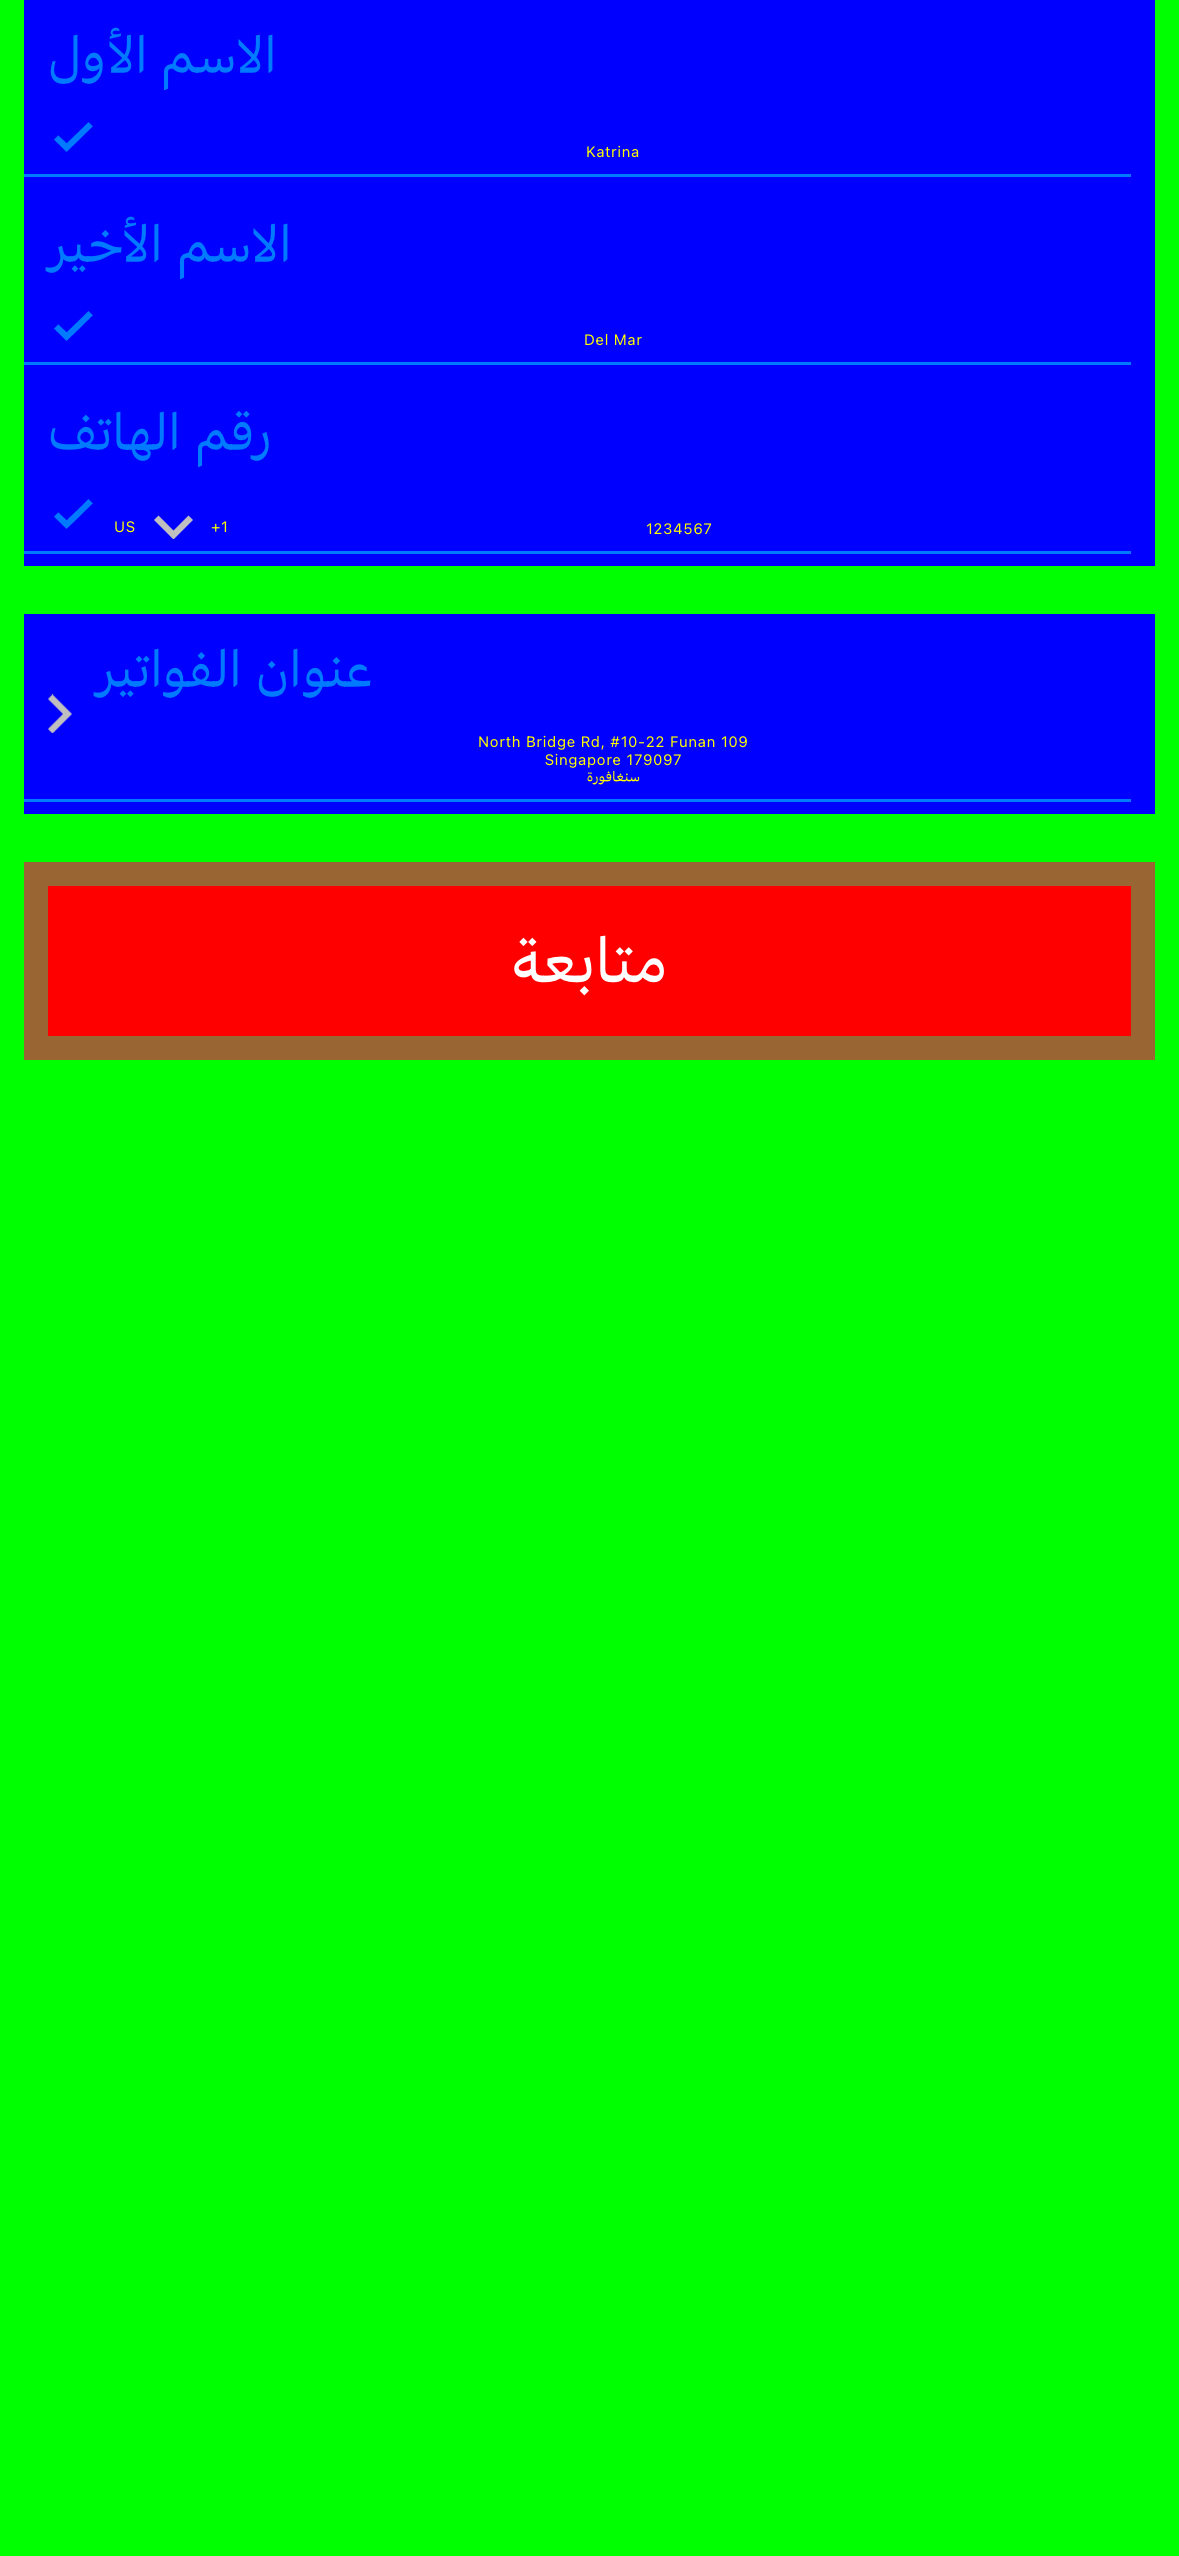 الاسم الأول
Katrina
الاسم الأخير
Del Mar
رقم الهاتف
US +1 1234567
عنوان الفواتير
North Bridge Rd, #10-22 Funan 109
Singapore 179097
سنغافورة
متابعة